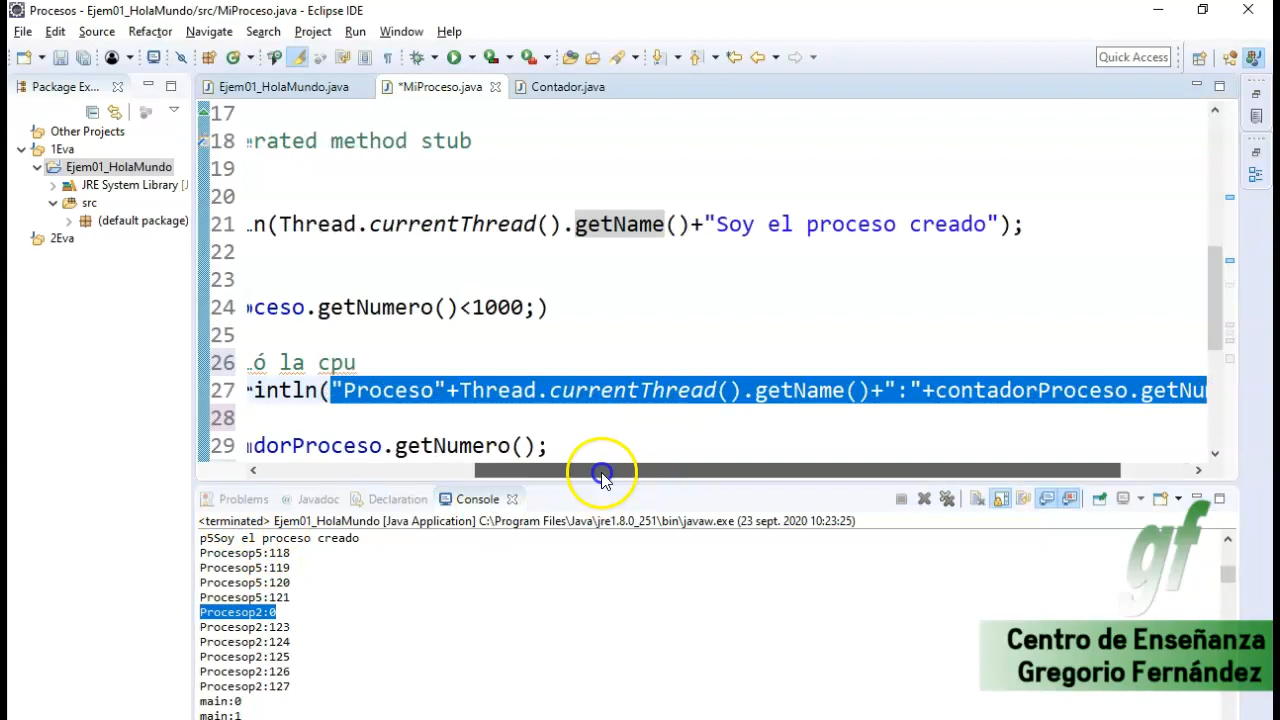 Procesos - Ejem01_HolaMundo/src/MiProceso.java - Eclipse IDE
File Edit Source Refactor Navigate Search Project Run Window Help
Quick Access
Package Ex...
Ejem01_HolaMundo.java *MiProceso.java Contador.java
Other Projects
1Eva
Ejem01_HolaMundo
JRE System Library [J
src
(default package)
2Eva
17
18 rated method stub
19
20
21 n(Thread.currentThread().getName()+"Soy el proceso creado");
22
23
24 ceso.getNumero()<1000;)
25
26 ó la cpu
27 intln("Proceso"+Thread.currentThread().getName()+":"+contadorProceso.getNu
28
29 dorProceso.getNumero();
Problems Javadoc Declaration Console
<terminated> Ejem01_HolaMundo [Java Application] C:\Program Files\Java\jre1.8.0_251\bin\javaw.exe (23 sept. 2020 10:23:25)
p5Soy el proceso creado
Procesop5:118
Procesop5:119
Procesop5:120
Procesop5:121
Procesop2:0
Procesop2:123
Procesop2:124
Procesop2:125
Procesop2:126
Procesop2:127
main:0
main:1
gf
Centro de Enseñanza
Gregorio Fernández